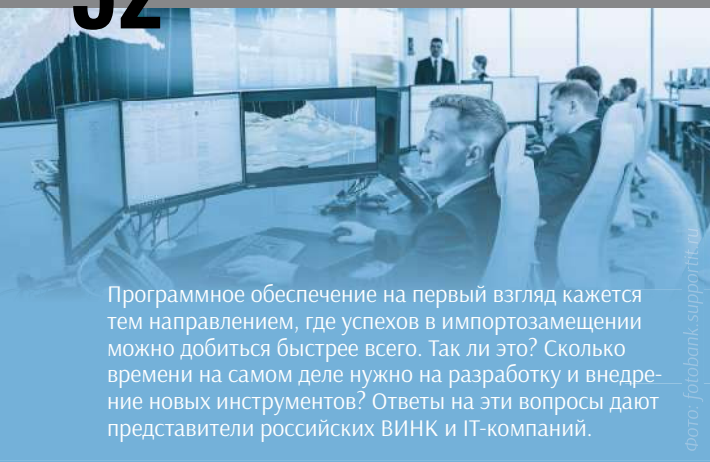 Программное обеспечение на первый взгляд кажется
тем направлением, где успехов в импортозамещении
можно добиться быстрее всего. Так ли это? Сколько
времени на самом деле нужно на разработку и внедре-
ние новых инструментов? Ответы на эти вопросы дают
представители российских ВИНК и IT-компаний.
Фото: fotobank.supportit.ru